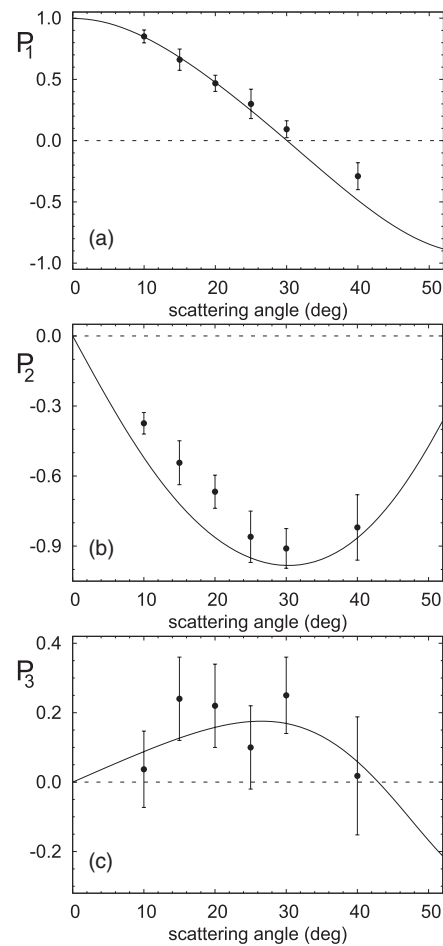 1.0
P1
0.5
0.0
-0.5
(a)
-1.0
0 10 20 30 40 50
scattering angle (deg)
0.0
P2
-0.3
-0.6
-0.9
(b)
0 10 20 30 40 50
scattering angle (deg)
0.4
P3
0.2
0.0
-0.2
(c)
0 10 20 30 40 50
scattering angle (deg)